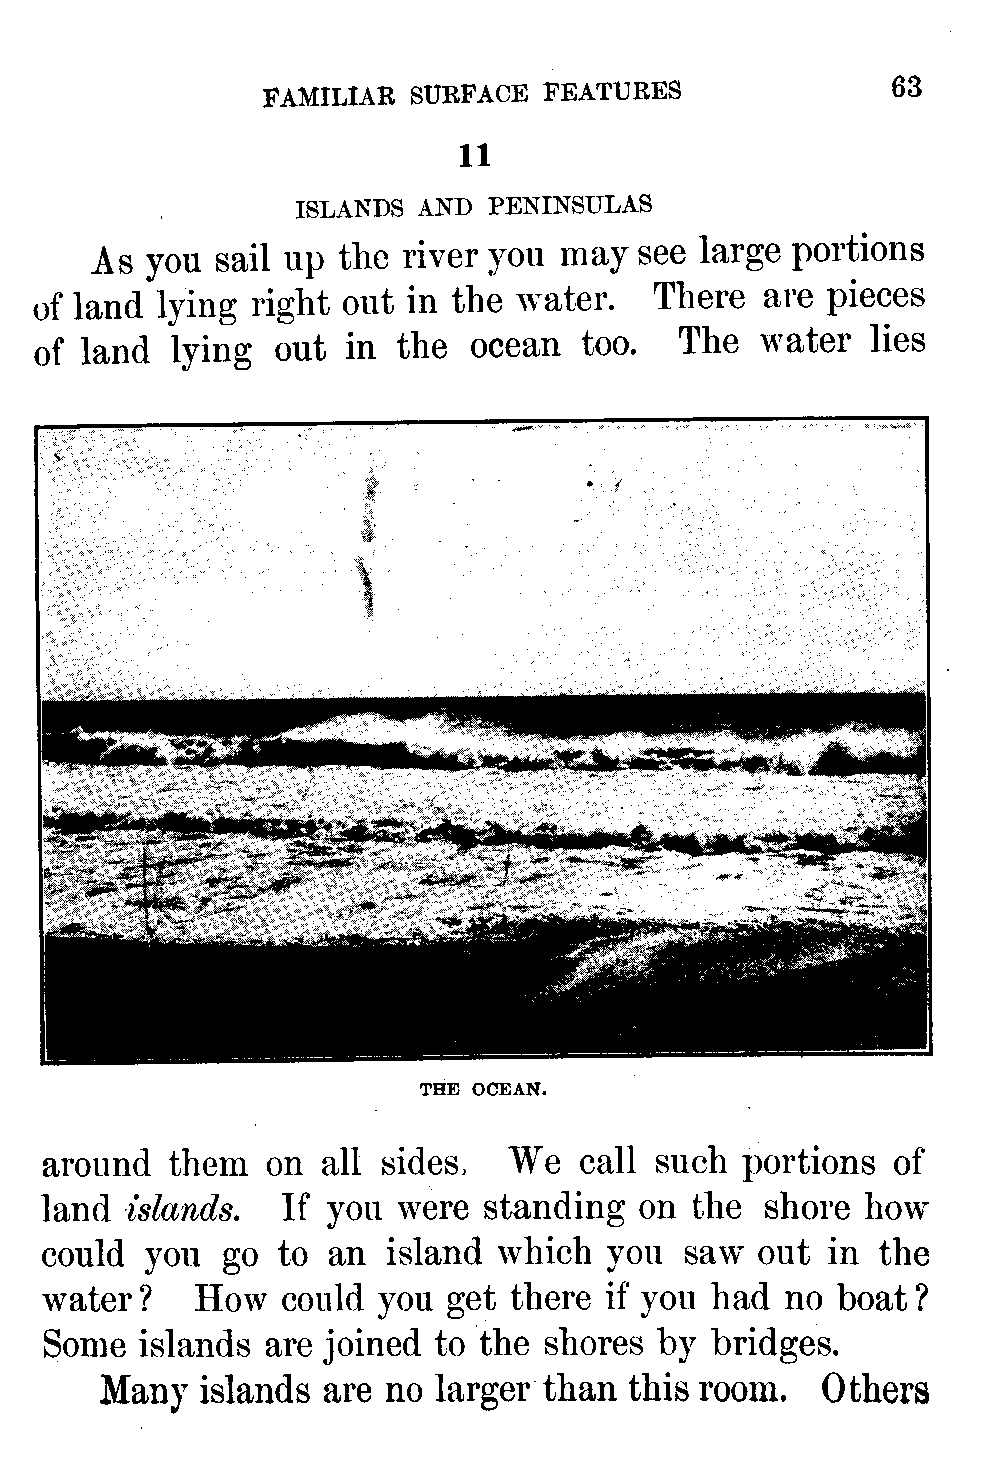 FAMILIAR SURFACE FEATURES 63
11
ISLANDS AND PENINSULAS
As you sail up the river you may see large portions
of land lying right out in the water. There are pieces
of land lying out in the ocean too. The water lies
THE OCEAN.
around them on all sides. We call such portions of
land islands. If you were standing on the shore how
could you go to an island which you saw out in the
water? How could you get there if you had no boat?
Some islands are joined to the shores by bridges.
Many islands are no larger than this room. Others